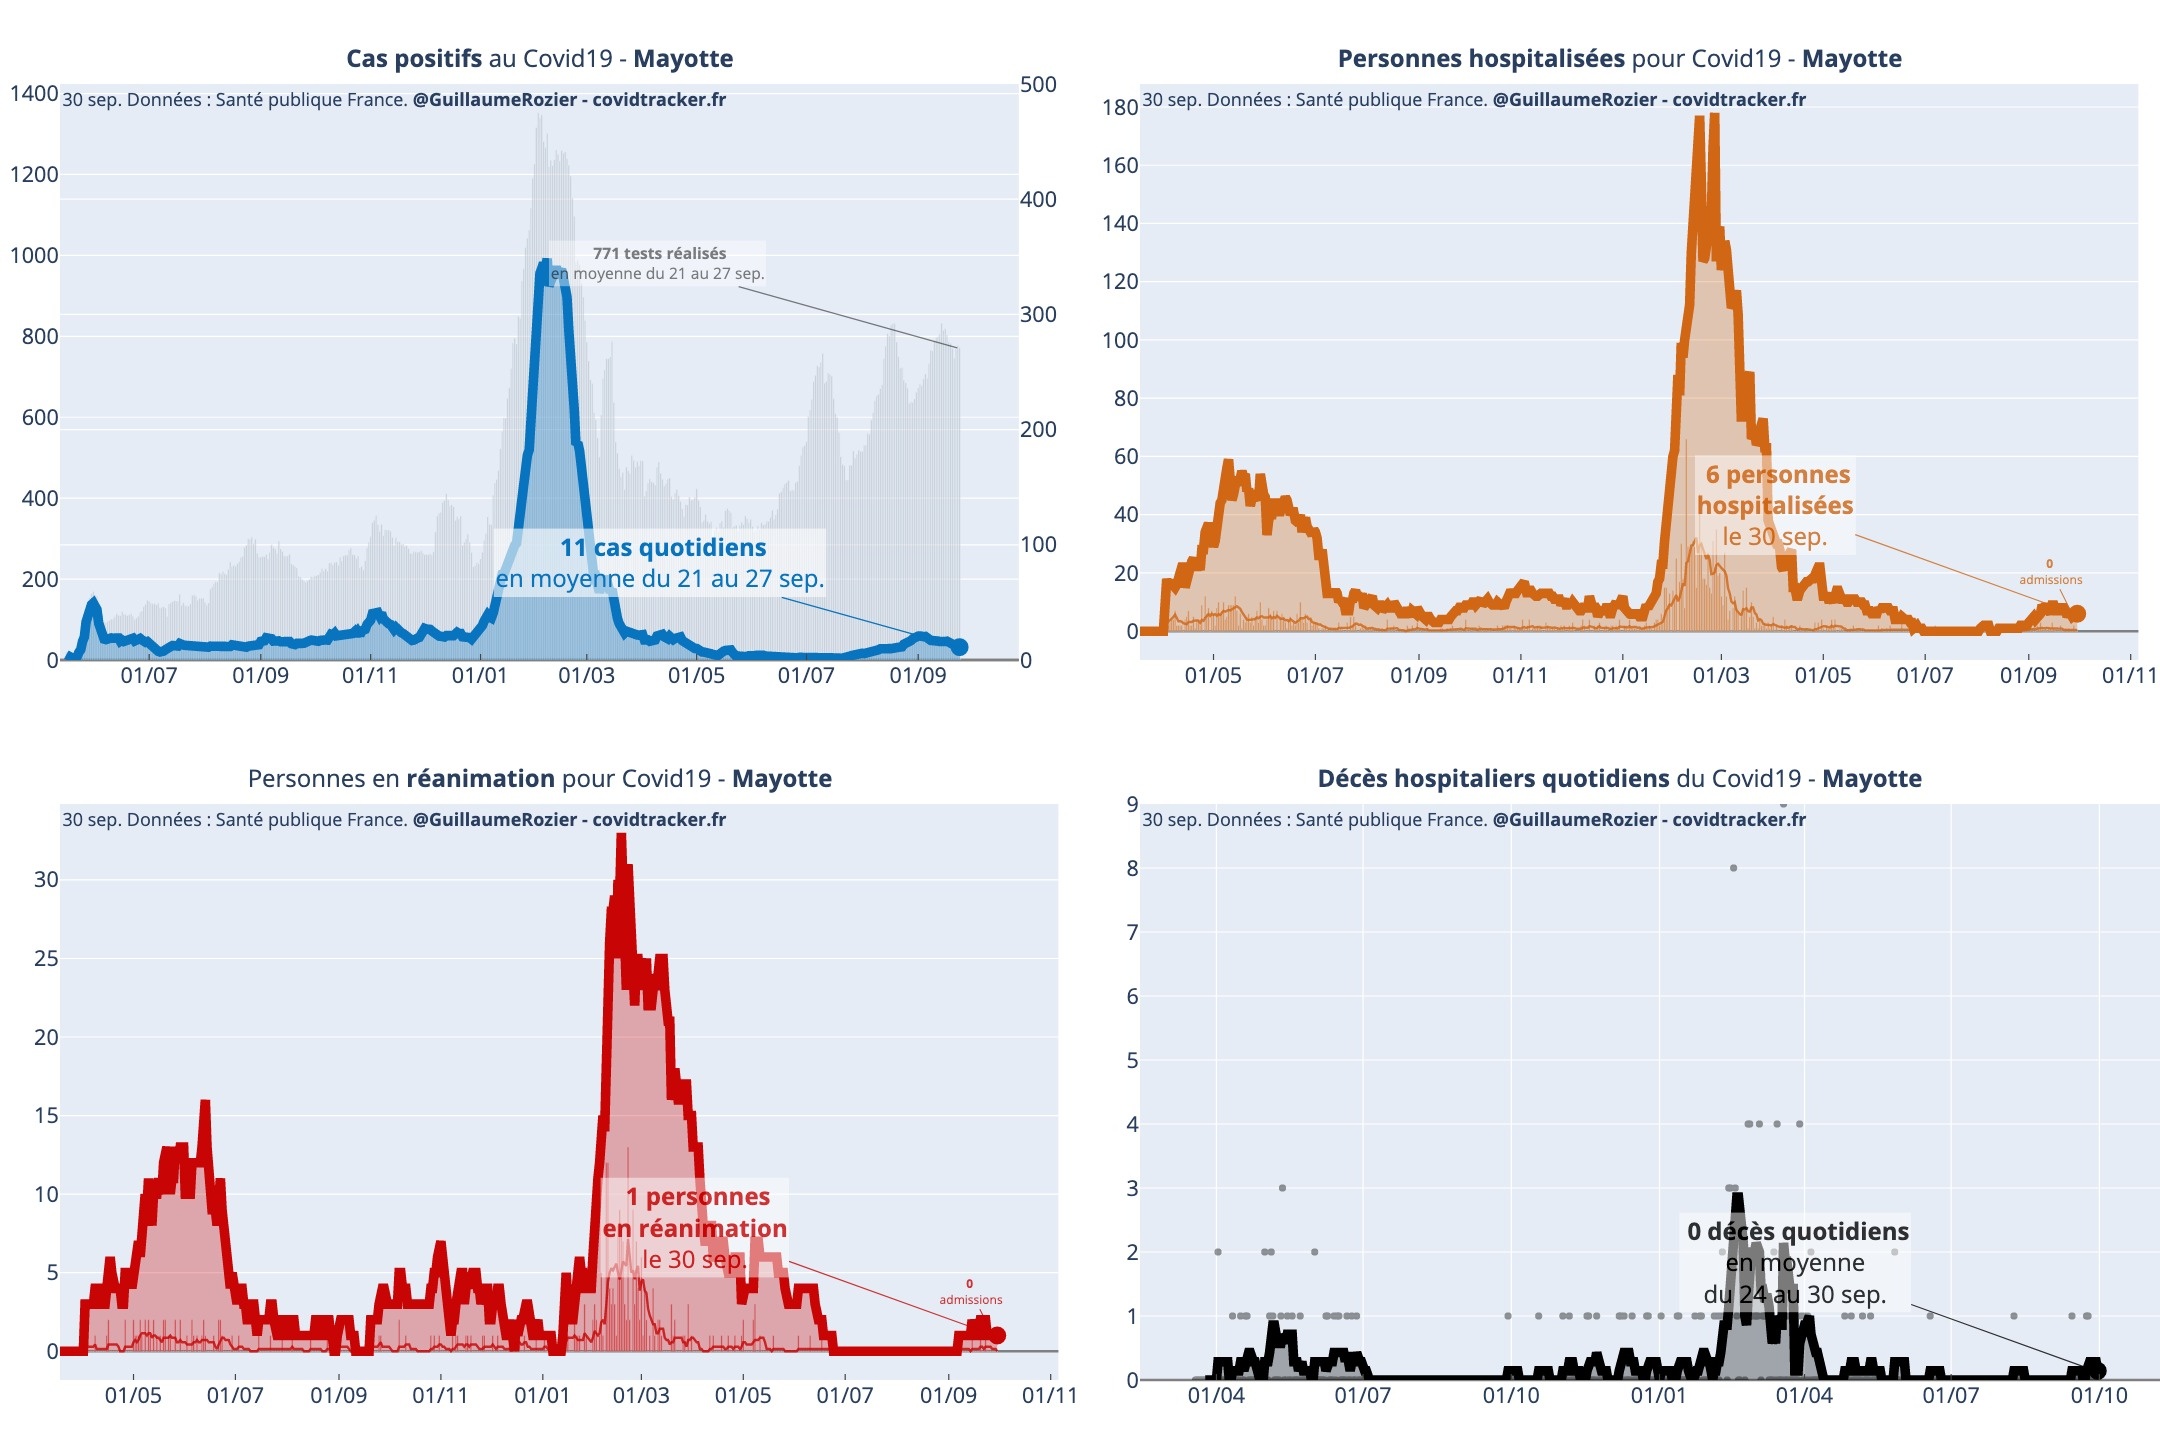 Cas positifs au Covid19 - Mayotte
30 sep. Données : Santé publique France. @GuillaumeRozier - covidtracker.fr
1400
1200
1000
800
600
400
200
0
500
400
300
200
100
0
771 tests réalisés
en moyenne du 21 au 27 sep.
11 cas quotidiens
en moyenne du 21 au 27 sep.
01/07 01/09 01/11 01/01 01/03 01/05 01/07 01/09
Personnes hospitalisées pour Covid19 - Mayotte
30 sep. Données : Santé publique France. @GuillaumeRozier - covidtracker.fr
180
160
140
120
100
80
60
40
20
0
6 personnes
hospitalisées
le 30 sep.
0
admissions
01/05 01/07 01/09 01/11 01/01 01/03 01/05 01/07 01/09 01/11
Personnes en réanimation pour Covid19 - Mayotte
30 sep. Données : Santé publique France. @GuillaumeRozier - covidtracker.fr
30
25
20
15
10
5
0
1 personnes
en réanimation
le 30 sep.
0
admissions
01/05 01/07 01/09 01/11 01/01 01/03 01/05 01/07 01/09 01/11
Décès hospitaliers quotidiens du Covid19 - Mayotte
30 sep. Données : Santé publique France. @GuillaumeRozier - covidtracker.fr
9
8
7
6
5
4
3
2
1
0
0 décès quotidiens
en moyenne
du 24 au 30 sep.
01/04 01/07 01/10 01/01 01/04 01/07 01/10